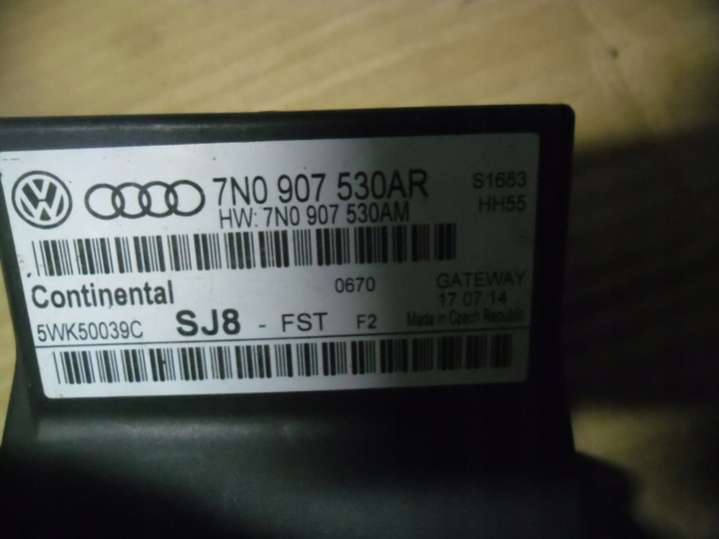 7N0 907 530AR S1683
HW: 7N0 907 530AM HH55
Continental 0670 GATEWAY
17.07.14
5WK50039C SJ8 - FST F2 Made in Czech Republic